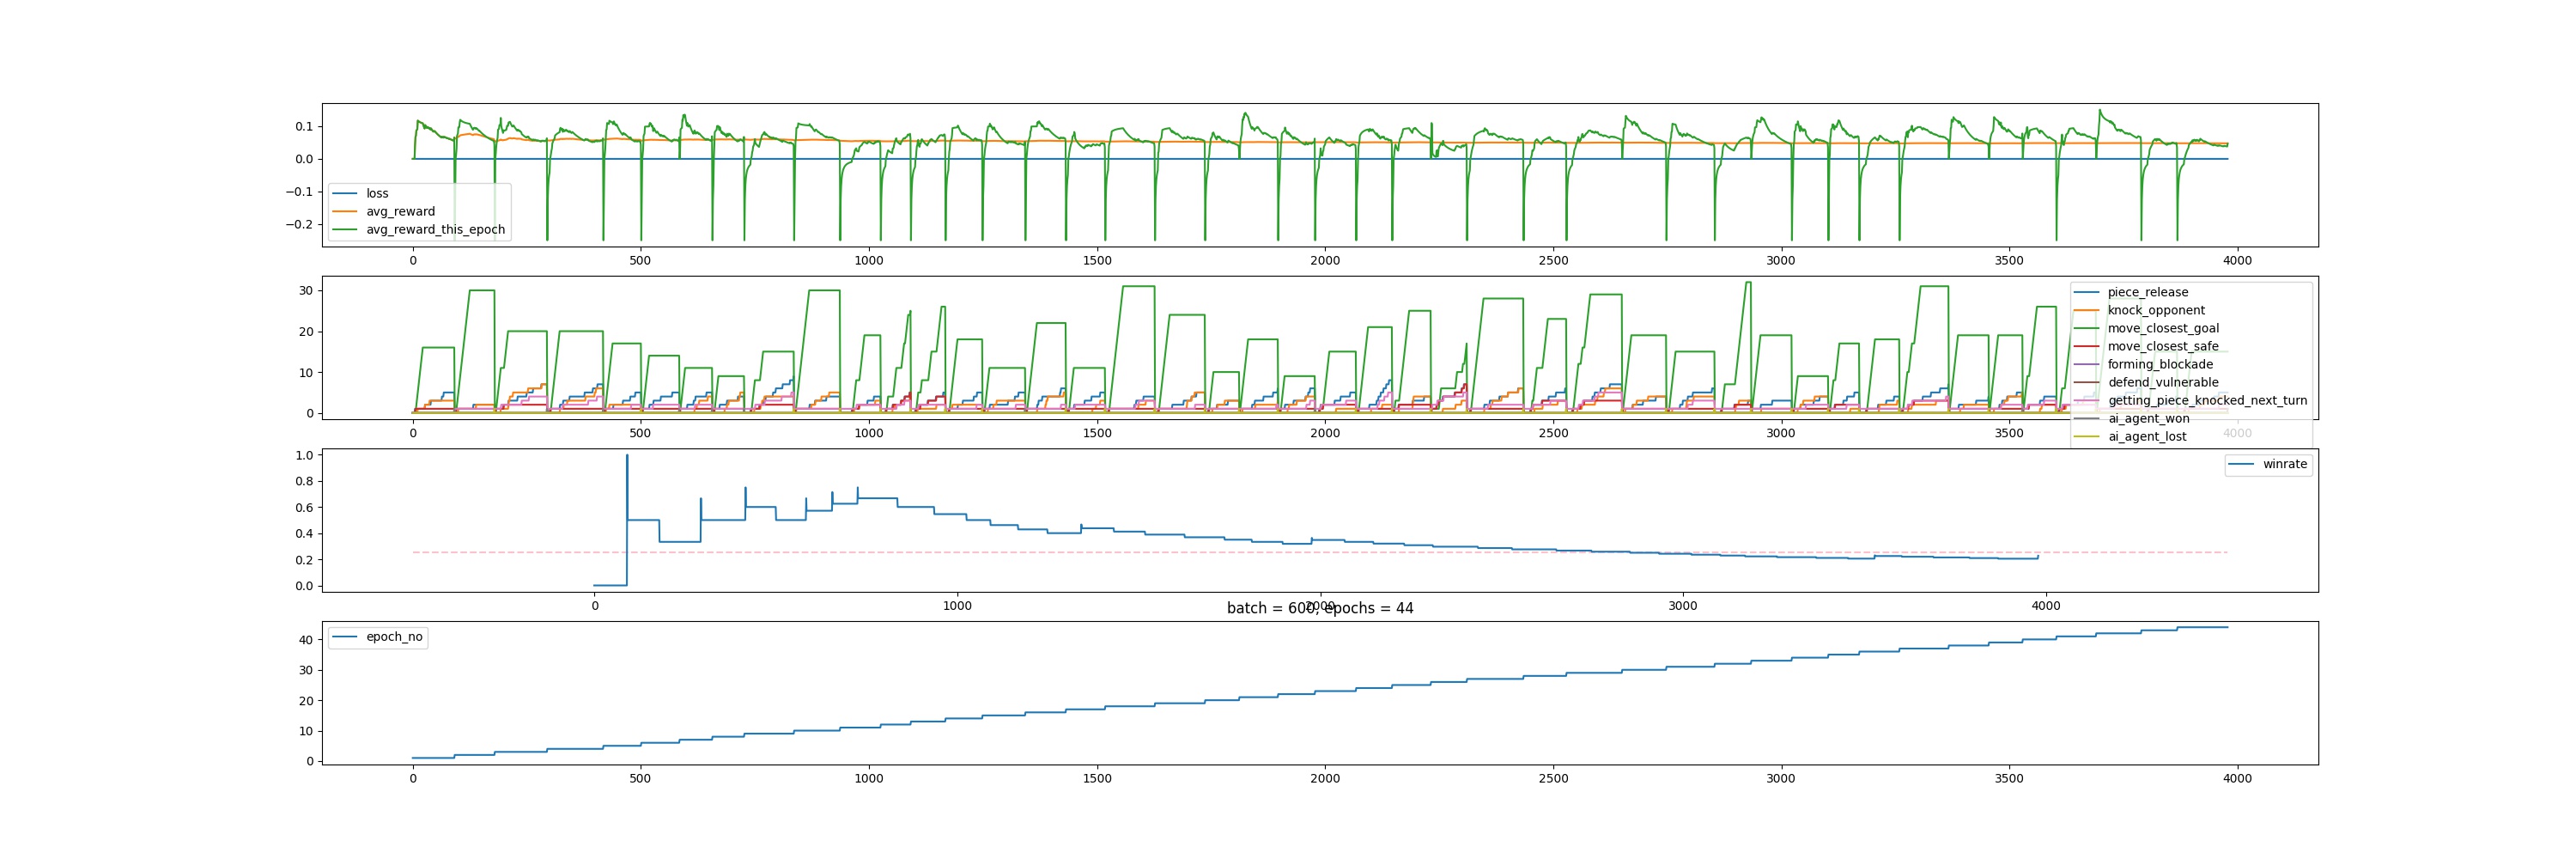 0.1
0.0
−0.1
−0.2
loss
avg_reward
avg_reward_this_epoch
0 500 1000 1500 2000 2500 3000 3500 4000
30
20
10
0
piece_release
knock_opponent
move_closest_goal
move_closest_safe
forming_blockade
defend_vulnerable
getting_piece_knocked_next_turn
ai_agent_won
ai_agent_lost
0 500 1000 1500 2000 2500 3000 3500 4000
1.0
0.8
0.6
0.4
0.2
0.0
winrate
0 1000 2000 3000 4000
batch = 600, epochs = 44
40
30
20
10
0
epoch_no
0 500 1000 1500 2000 2500 3000 3500 4000